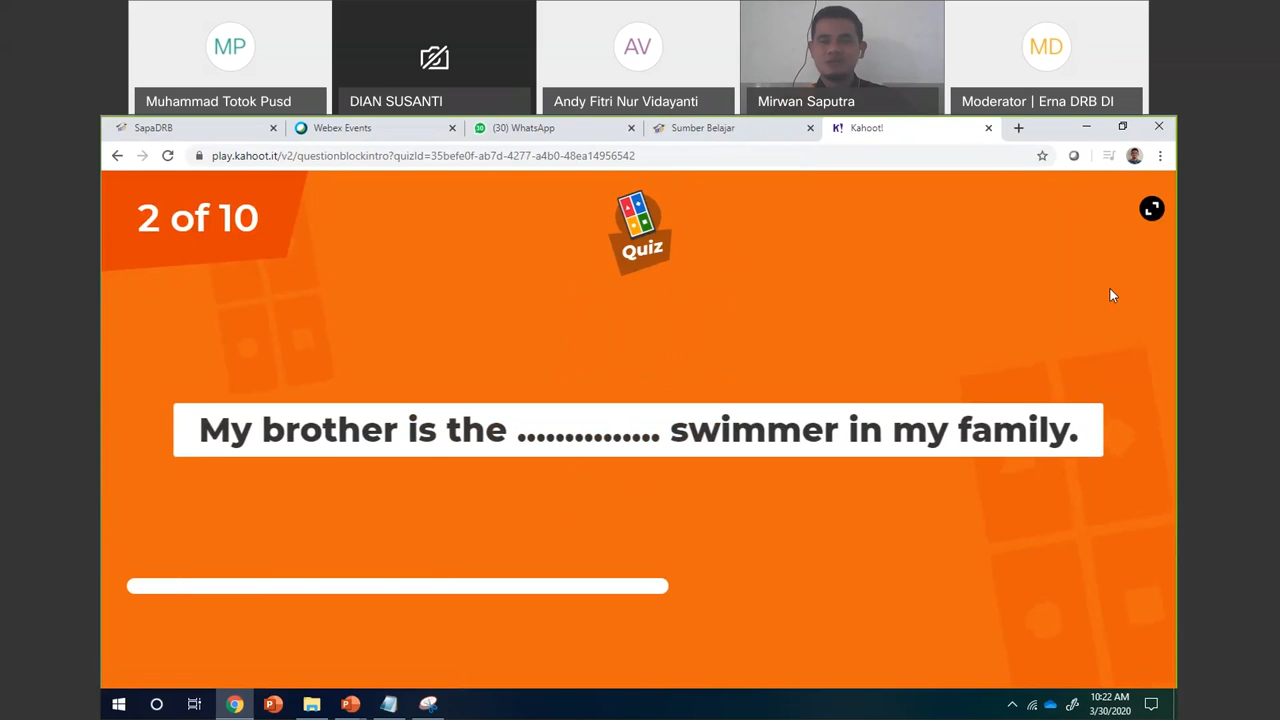 MP
AV
MD
Muhammad Totok Pusd
DIAN SUSANTI
Andy Fitri Nur Vidayanti
Mirwan Saputra
Moderator | Erna DRB DI
SapaDRB
Webex Events
(30) WhatsApp
Sumber Belajar
K! Kahoot!
play.kahoot.it/v2/questionblockintro?quizId=35befe0f-ab7d-4277-a4b0-48ea14956542
2 of 10
Quiz
My brother is the ............... swimmer in my family.
10:22 AM
3/30/2020